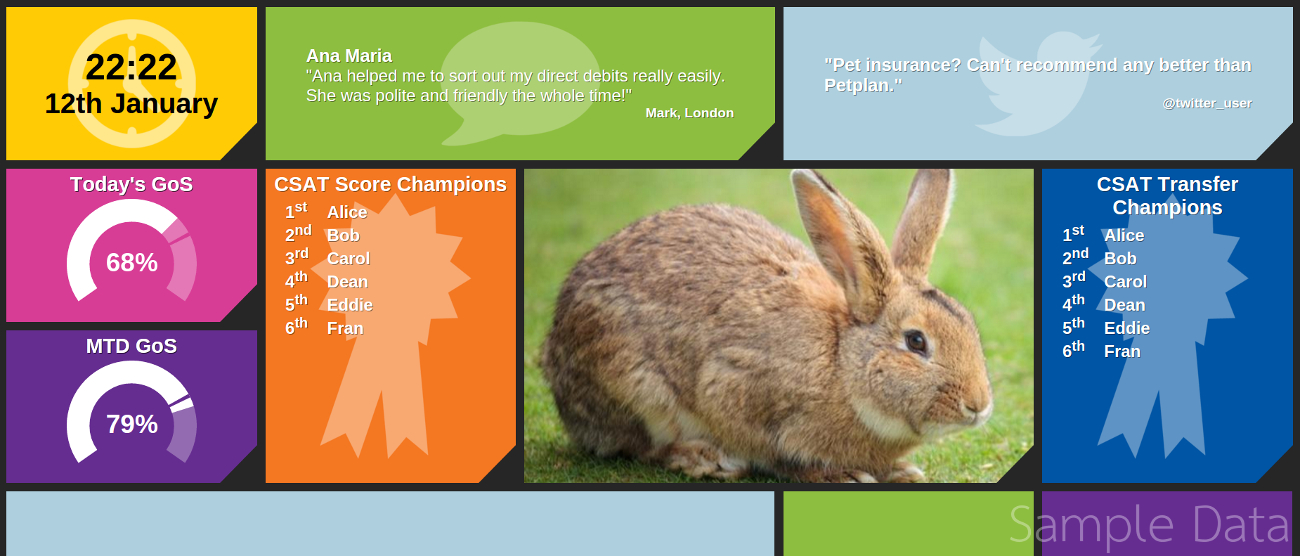 22:22
12th January
Ana Maria
"Ana helped me to sort out my direct debits really easily.
She was polite and friendly the whole time!"
Mark, London
"Pet insurance? Can't recommend any better than
Petplan."
@twitter_user
Today's GoS
68%
MTD GoS
79%
CSAT Score Champions
1st Alice
2nd Bob
3rd Carol
4th Dean
5th Eddie
6th Fran
CSAT Transfer
Champions
1st Alice
2nd Bob
3rd Carol
4th Dean
5th Eddie
6th Fran
Sample Data